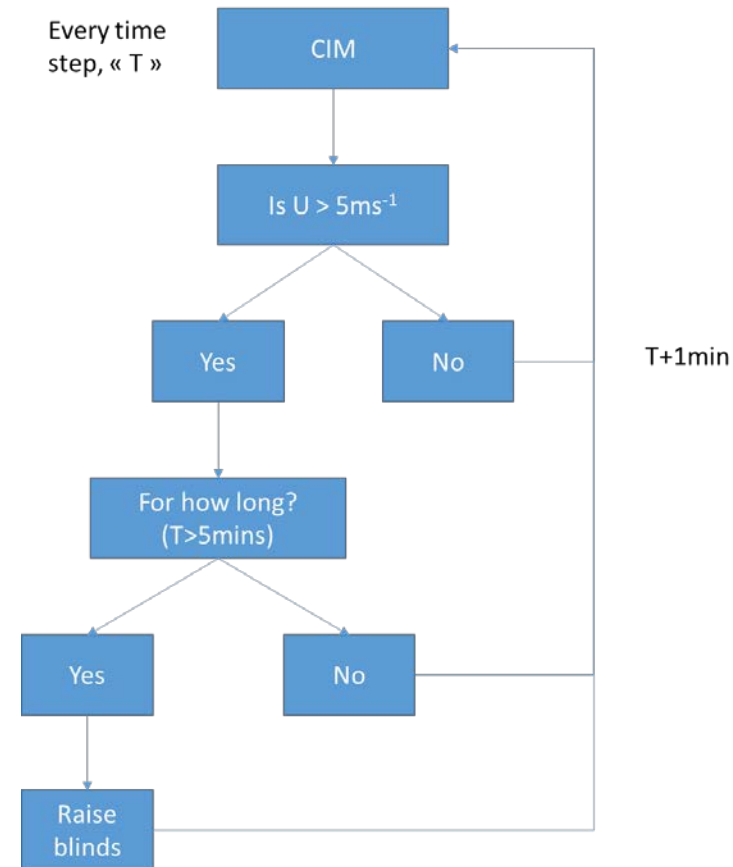 Every time
step, « T »
CIM
Is U > 5ms⁻¹
Yes
No
T+1min
For how long?
(T>5mins)
Yes
No
Raise
blinds